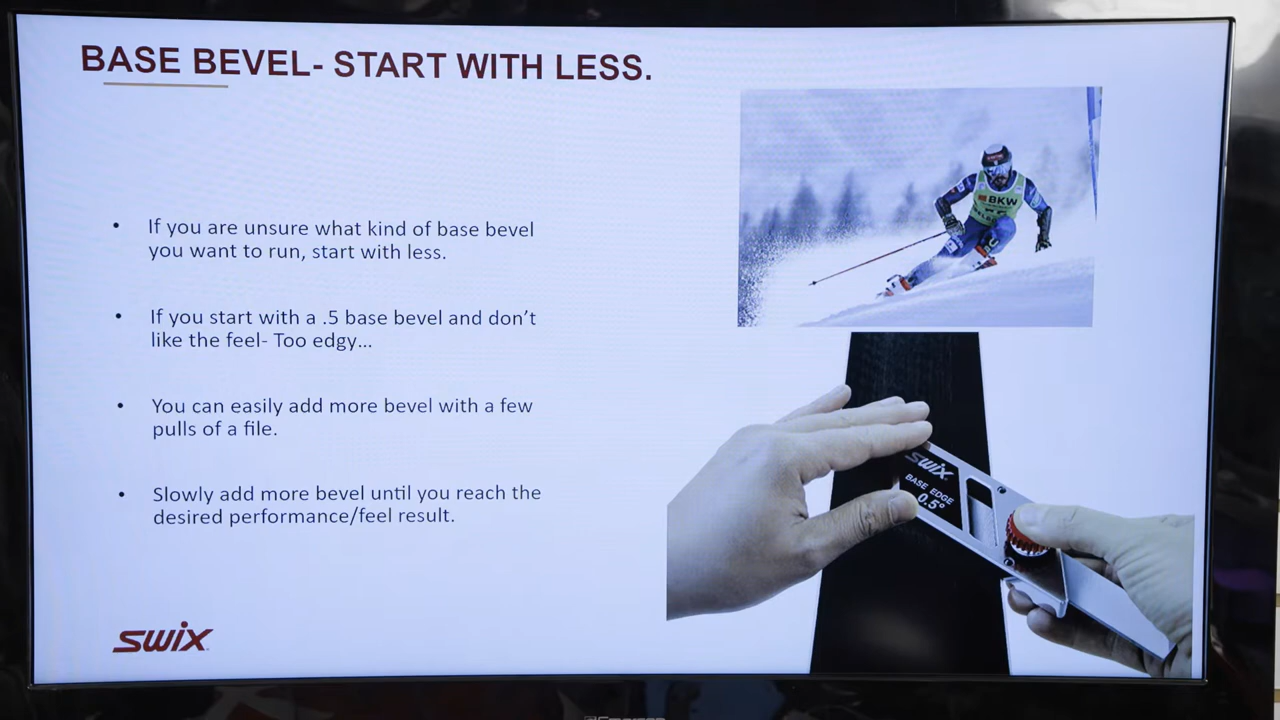 BASE BEVEL- START WITH LESS.
• If you are unsure what kind of base bevel
you want to run, start with less.
• If you start with a .5 base bevel and don’t
like the feel- Too edgy...
• You can easily add more bevel with a few
pulls of a file.
• Slowly add more bevel until you reach the
desired performance/feel result.
swix
BKW
swix
BASE EDGE
0.5°